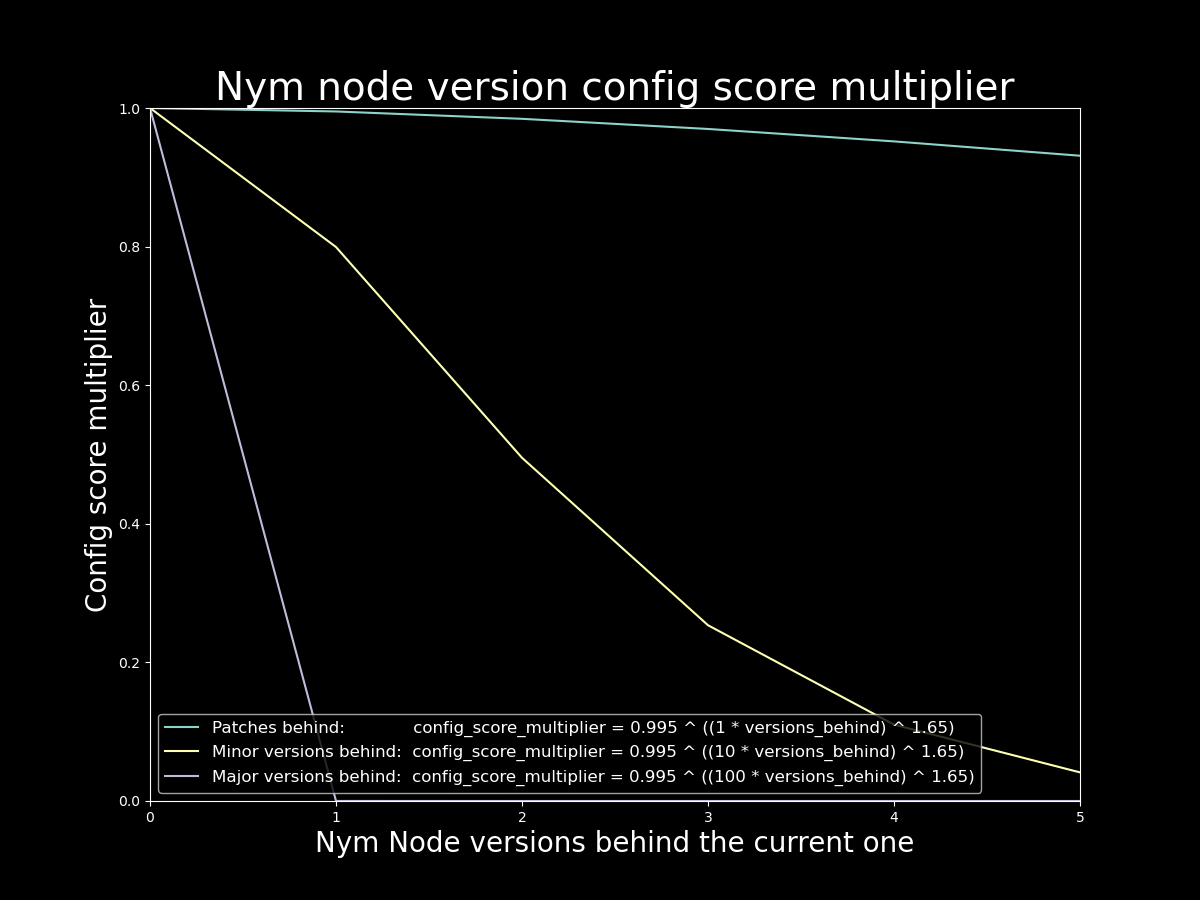 Nym node version config score multiplier
1.0
0.8
0.6
0.4
0.2
0.0
Config score multiplier
Patches behind: config_score_multiplier = 0.995 ^ ((1 * versions_behind) ^ 1.65)
Minor versions behind: config_score_multiplier = 0.995 ^ ((10 * versions_behind) ^ 1.65)
Major versions behind: config_score_multiplier = 0.995 ^ ((100 * versions_behind) ^ 1.65)
0 1 2 3 4 5
Nym Node versions behind the current one